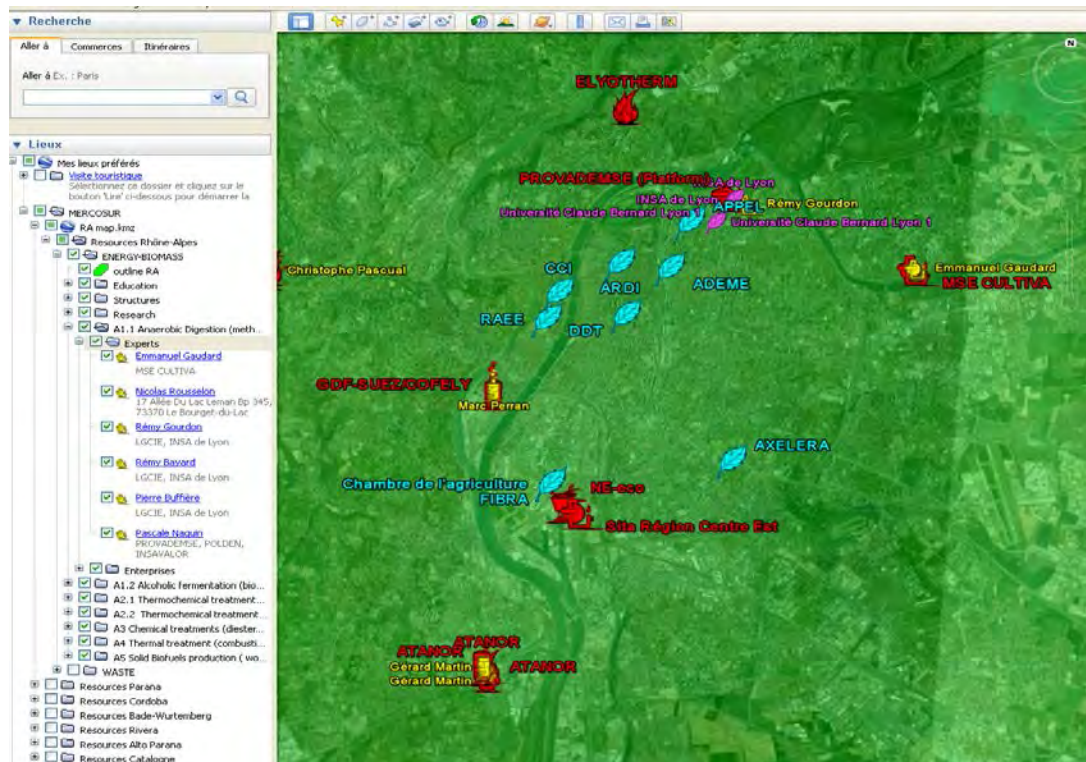 Recherche
Aller à
Commerces
Itinéraires
Aller à Ex. : Paris
Lieux
Mes lieux préférés
Visite touristique
Sélectionnez ce dossier et cliquez sur le
bouton 'Lire' ci-dessous pour démarrer la
MERCOSUR
RA map.kmz
Resources Rhône-Alpes
ENERGY-BIOMASS
outline RA
Education
Structures
Research
A1.1 Anaerobic Digestion (meth...
Experts
Emmanuel Gaudard
MSE CULTIVA
Nicolas Rousselon
17 Allée Du Lac Leman Bp 345,
73370 Le Bourget-du-Lac
Rémy Gourdon
LGCIE, INSA de Lyon
Rémy Bayard
LGCIE, INSA de Lyon
Pierre Buffière
LGCIE, INSA de Lyon
Pascale Naquin
PROVADEMSE, POLDEN,
INSAVALOR
Enterprises
A1.2 Alcoholic fermentation (bio...
A2.1 Thermochemical treatment...
A2.2 Thermochemical treatment
A3 Chemical treatments (diester...
A4 Thermal treatment (combusti...
A5 Solid Biofuels production ( wo...
WASTE
Resources Parana
Resources Cordoba
Resources Bade-Wurtemberg
Resources Rivera
Resources Alto Parana
Resources Catalogne
N
ELYOTHERM
PROVADEMSE (Platform)
INSA de Lyon
INSA de Lyon
APPEL
Rémy Gourdon
Université Claude Bernard Lyon 1
Université Claude Bernard Lyon 1
Christophe Pascual
CCI
ARDI
ADEME
Emmanuel Gaudard
MSE CULTIVA
RAEE
DDT
GDF-SUEZ/COFELY
Marc Perran
AXELERA
Chambre de l'agriculture
FIBRA
NE-eco
Sita Région Centre Est
ATANOR
ATANOR
ATANOR
Gérard Martin
Gérard Martin